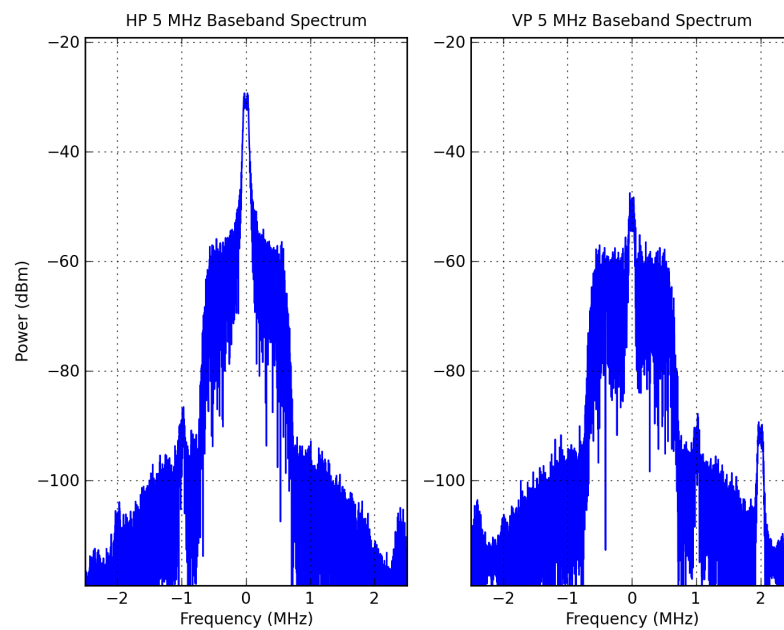 HP 5 MHz Baseband Spectrum
−20
−40
−60
−80
−100
Power (dBm)
−2 −1 0 1 2
Frequency (MHz)
VP 5 MHz Baseband Spectrum
−20
−40
−60
−80
−100
−2 −1 0 1 2
Frequency (MHz)